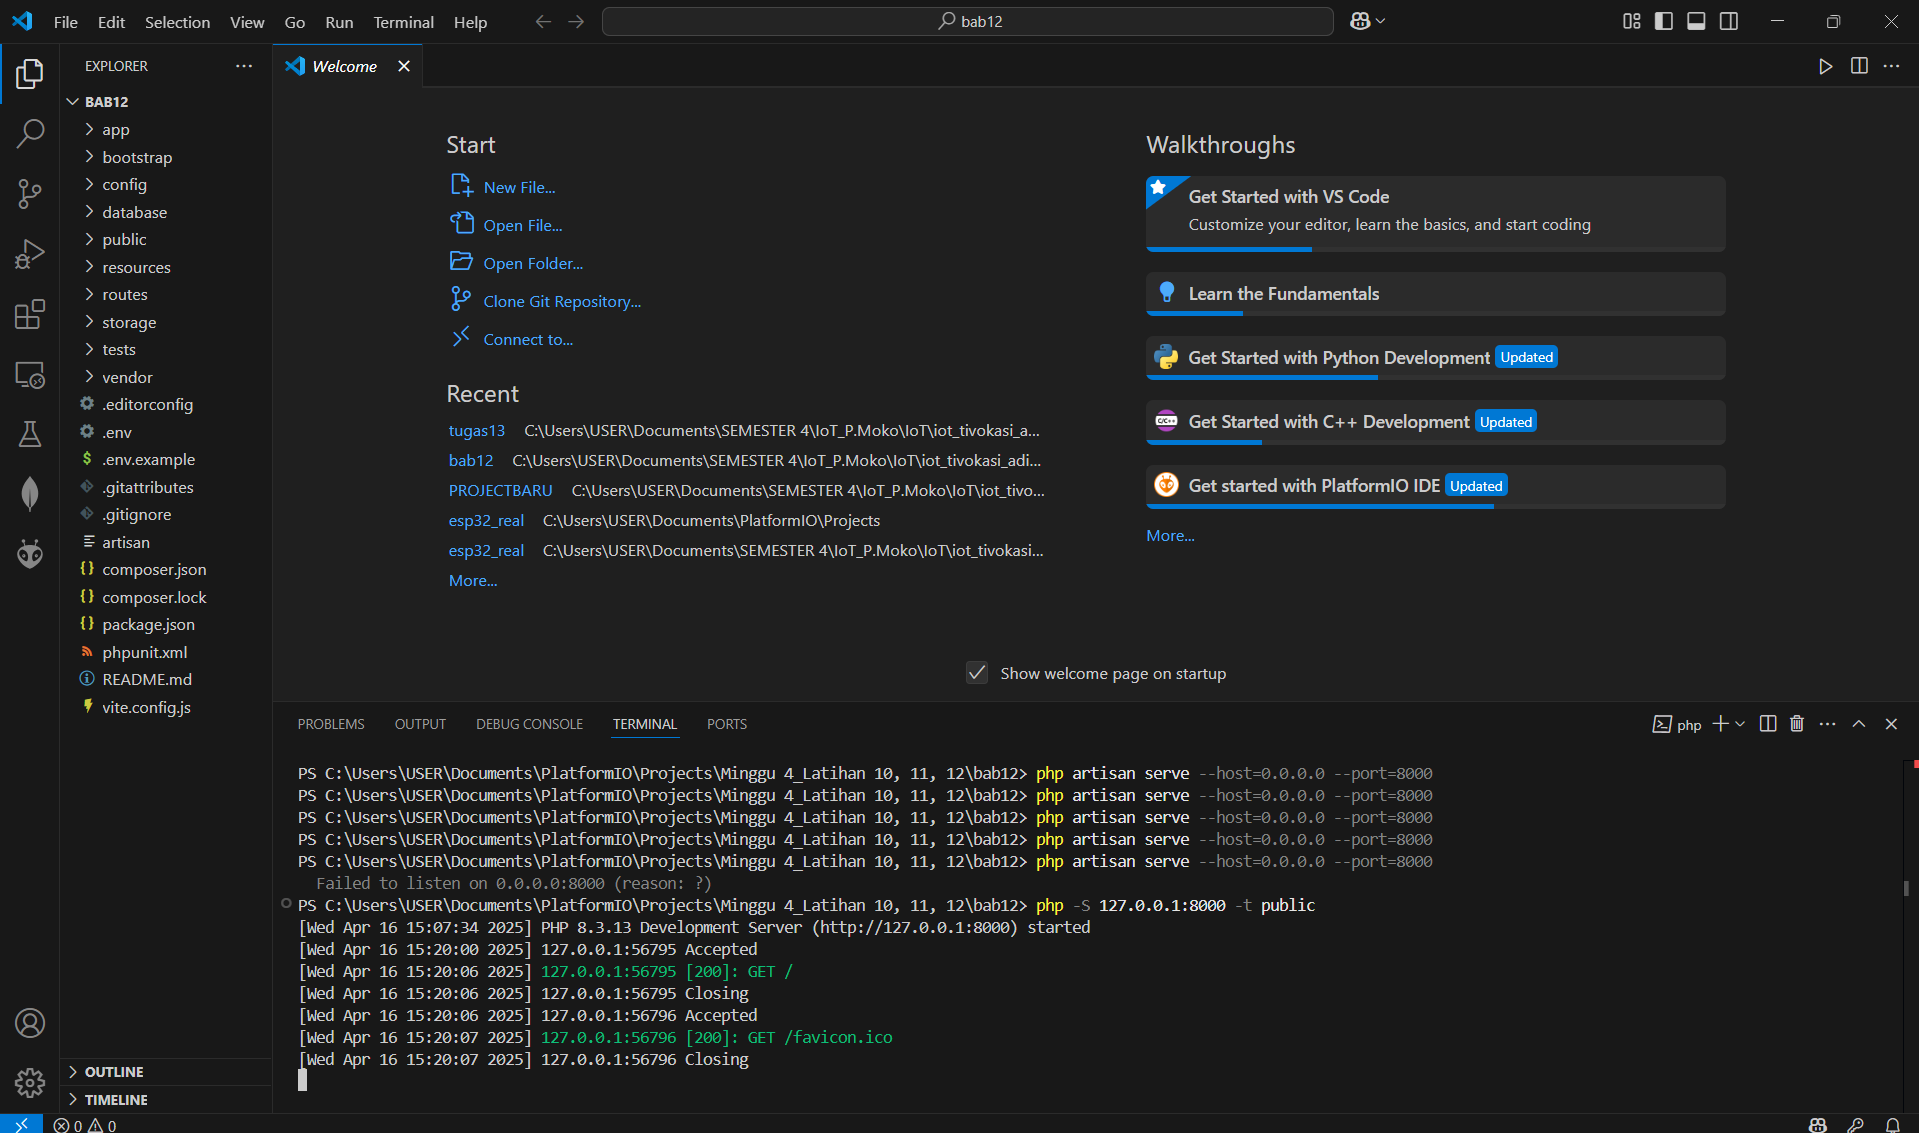 File Edit Selection View Go Run Terminal Help
bab12
EXPLORER
BAB12
app
bootstrap
config
database
public
resources
routes
storage
tests
vendor
.editorconfig
.env
.env.example
.gitattributes
.gitignore
artisan
composer.json
composer.lock
package.json
phpunit.xml
README.md
vite.config.js
OUTLINE
TIMELINE
Welcome
Start
New File...
Open File...
Open Folder...
Clone Git Repository...
Connect to...
Recent
tugas13 C:\Users\USER\Documents\SEMESTER 4\IoT_P.Moko\IoT\iot_tivokasi_a...
bab12 C:\Users\USER\Documents\SEMESTER 4\IoT_P.Moko\IoT\iot_tivokasi_adi...
PROJECTBARU C:\Users\USER\Documents\SEMESTER 4\IoT_P.Moko\IoT\iot_tivo...
esp32_real C:\Users\USER\Documents\PlatformIO\Projects
esp32_real C:\Users\USER\Documents\SEMESTER 4\IoT_P.Moko\IoT\iot_tivokasi...
More...
Walkthroughs
Get Started with VS Code
Customize your editor, learn the basics, and start coding
Learn the Fundamentals
Get Started with Python Development Updated
C/C++ Get Started with C++ Development Updated
Get started with PlatformIO IDE Updated
More...
Show welcome page on startup
PROBLEMS OUTPUT DEBUG CONSOLE TERMINAL PORTS
php
PS C:\Users\USER\Documents\PlatformIO\Projects\Minggu 4_Latihan 10, 11, 12\bab12> php artisan serve --host=0.0.0.0 --port=8000
PS C:\Users\USER\Documents\PlatformIO\Projects\Minggu 4_Latihan 10, 11, 12\bab12> php artisan serve --host=0.0.0.0 --port=8000
PS C:\Users\USER\Documents\PlatformIO\Projects\Minggu 4_Latihan 10, 11, 12\bab12> php artisan serve --host=0.0.0.0 --port=8000
PS C:\Users\USER\Documents\PlatformIO\Projects\Minggu 4_Latihan 10, 11, 12\bab12> php artisan serve --host=0.0.0.0 --port=8000
PS C:\Users\USER\Documents\PlatformIO\Projects\Minggu 4_Latihan 10, 11, 12\bab12> php artisan serve --host=0.0.0.0 --port=8000
Failed to listen on 0.0.0.0:8000 (reason: ?)
PS C:\Users\USER\Documents\PlatformIO\Projects\Minggu 4_Latihan 10, 11, 12\bab12> php -S 127.0.0.1:8000 -t public
[Wed Apr 16 15:07:34 2025] PHP 8.3.13 Development Server (http://127.0.0.1:8000) started
[Wed Apr 16 15:20:00 2025] 127.0.0.1:56795 Accepted
[Wed Apr 16 15:20:06 2025] 127.0.0.1:56795 [200]: GET /
[Wed Apr 16 15:20:06 2025] 127.0.0.1:56795 Closing
[Wed Apr 16 15:20:06 2025] 127.0.0.1:56796 Accepted
[Wed Apr 16 15:20:07 2025] 127.0.0.1:56796 [200]: GET /favicon.ico
[Wed Apr 16 15:20:07 2025] 127.0.0.1:56796 Closing
0 0